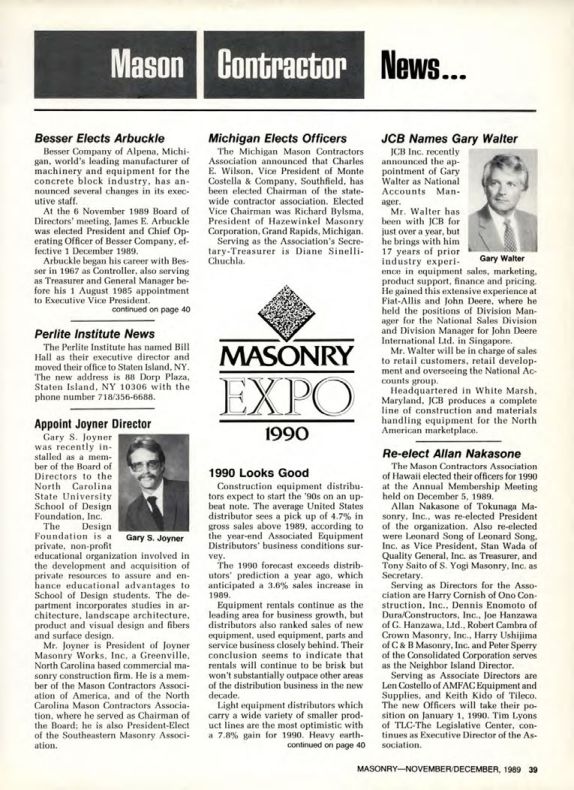 Mason Contractor News...
Besser Elects Arbuckle
Besser Company of Alpena, Michi-
gan, world's leading manufacturer of
machinery and equipment for the
concrete block industry, has an-
nounced several changes in its exec-
utive staff.
At the 6 November 1989 Board of
Directors' meeting, James E. Arbuckle
was elected President and Chief Op-
erating Officer of Besser Company, ef-
fective 1 December 1989.
Arbuckle began his career with Bes-
ser in 1967 as Controller, also serving
as Treasurer and General Manager be-
fore his 1 August 1985 appointment
to Executive Vice President.
continued on page 40
Perlite Institute News
The Perlite Institute has named Bill
Hall as their executive director and
moved their office to Staten Island, NY.
The new address is 88 Dorp Plaza,
Staten Island, NY 10306 with the
phone number 718/356-6688.
Appoint Joyner Director
Gary S. Joyner
was recently in-
stalled as a mem-
ber of the Board of
Directors to the
North Carolina
State University
School of Design
Foundation, Inc.
The Design
Foundation is a
private, non-profit
Gary S. Joyner
educational organization involved in
the development and acquisition of
private resources to assure and en-
hance educational advantages to
School of Design students. The de-
partment incorporates studies in ar-
chitecture, landscape architecture,
product and visual design and fibers
and surface design.
Mr. Joyner is President of Joyner
Masonry Works, Inc, a Greenville,
North Carolina based commercial ma-
sonry construction firm. He is a mem-
ber of the Mason Contractors Associ-
ation of America, and of the North
Carolina Mason Contractors Associa-
tion, where he served as Chairman of
the Board; he is also President-Elect
of the Southeastern Masonry Associ-
ation.
Michigan Elects Officers
The Michigan Mason Contractors
Association announced that Charles
E. Wilson, Vice President of Monte
Costella & Company, Southfield, has
been elected Chairman of the state-
wide contractor association. Elected
Vice Chairman was Richard Bylsma,
President of Hazewinkel Masonry
Corporation, Grand Rapids, Michigan.
Serving as the Association's Secre-
tary-Treasurer is Diane Sinelli-
Chuchla.
MASONRY
EXPO
1990
1990 Looks Good
Construction equipment distribu-
tors expect to start the '90s on an up-
beat note. The average United States
distributor sees a pick up of 4.7% in
gross sales above 1989, according to
the year-end Associated Equipment
Distributors' business conditions sur-
vey.
The 1990 forecast exceeds distrib-
utors' prediction a year ago, which
anticipated a 3.6% sales increase in
1989.
Equipment rentals continue as the
leading area for business growth, but
distributors also ranked sales of new
equipment, used equipment, parts and
service business closely behind. Their
conclusion seems to indicate that
rentals will continue to be brisk but
won't substantially outpace other areas
of the distribution business in the new
decade.
Light equipment distributors which
carry a wide variety of smaller prod-
uct lines are the most optimistic with
a 7.8% gain for 1990. Heavy earth-
continued on page 40
JCB Names Gary Walter
JCB Inc. recently
announced the ap-
pointment of Gary
Walter as National
Accounts Man-
ager.
Mr. Walter has
been with JCB for
just over a year, but
he brings with him
17 years of prior
industry experi-
Gary Walter
ence in equipment sales, marketing,
product support, finance and pricing.
He gained this extensive experience at
Fiat-Allis and John Deere, where he
held the positions of Division Man-
ager for the National Sales Division
and Division Manager for John Deere
International Ltd. in Singapore.
Mr. Walter will be in charge of sales
to retail customers, retail develop-
ment and overseeing the National Ac-
counts group.
Headquartered in White Marsh,
Maryland, JCB produces a complete
line of construction and materials
handling equipment for the North
American marketplace.
Re-elect Allan Nakasone
The Mason Contractors Association
of Hawaii elected their officers for 1990
at the Annual Membership Meeting
held on December 5, 1989.
Allan Nakasone of Tokunaga Ma-
sonry, Inc., was re-elected President
of the organization. Also re-elected
were Leonard Song of Leonard Song,
Inc. as Vice President, Stan Wada of
Quality General, Inc. as Treasurer, and
Tony Saito of S. Yogi Masonry, Inc. as
Secretary.
Serving as Directors for the Asso-
ciation are Harry Cornish of Ono Con-
struction, Inc., Dennis Enomoto of
Dura/Constructors, Inc., Joe Hanzawa
of G. Hanzawa, Ltd., Robert Cambra of
Crown Masonry, Inc., Harry Ushijima
of C & B Masonry, Inc. and Peter Sperry
of the Consolidated Corporation serves
as the Neighbor Island Director.
Serving as Associate Directors are
Len Costello of AMFAC Equipment and
Supplies, and Keith Kido of Tileco.
The new Officers will take their po-
sition on January 1, 1990. Tim Lyons
of TLC-The Legislative Center, con-
tinues as Executive Director of the As-
sociation.
MASONRY—NOVEMBER/DECEMBER, 1989 39